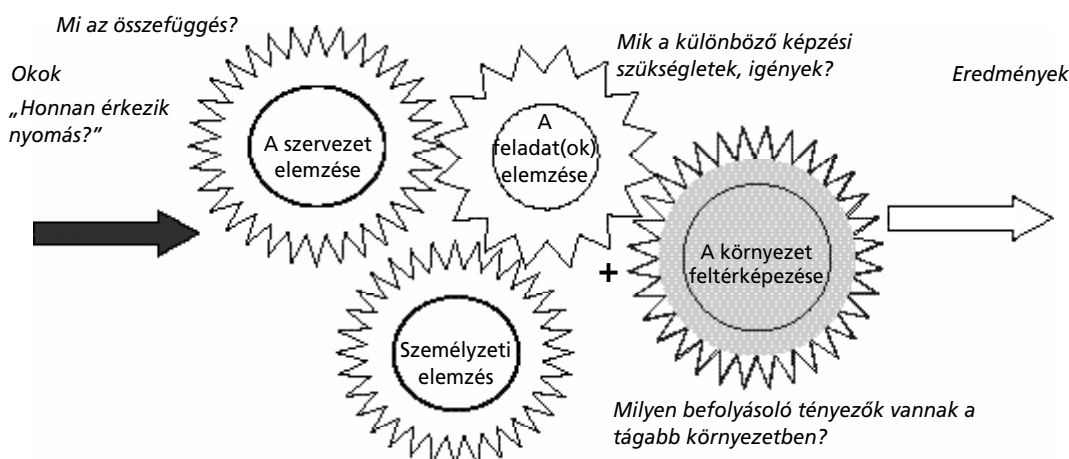 Mi az összefüggés?
Okok
„Honnan érkezik
nyomás?”
A szervezet
elemzése
A
feladat(ok)
elemzése
Mik a különböző képzési
szükségletek, igények?
Eredmények
A környezet
feltérképezése
+
Személyzeti
elemzés
Milyen befolyásoló tényezők vannak a
tágabb környezetben?